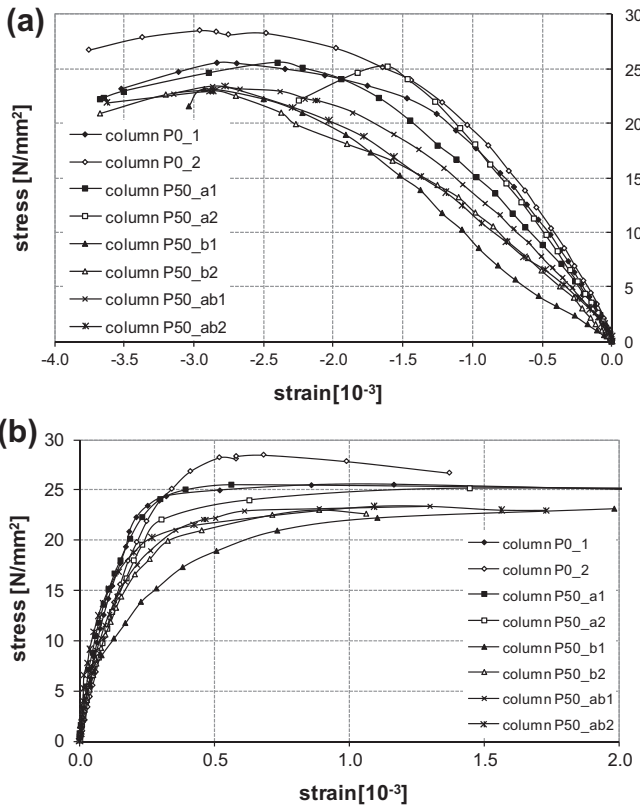 (a)
30
25
20
15
10
5
0
stress [N/mm²]
column P0_1
column P0_2
column P50_a1
column P50_a2
column P50_b1
column P50_b2
column P50_ab1
column P50_ab2
-4.0 -3.5 -3.0 -2.5 -2.0 -1.5 -1.0 -0.5 0.0
strain[10⁻³]
(b)
30
25
20
15
10
5
0
stress [N/mm²]
column P0_1
column P0_2
column P50_a1
column P50_a2
column P50_b1
column P50_b2
column P50_ab1
column P50_ab2
0.0 0.5 1.0 1.5 2.0
strain[10⁻³]